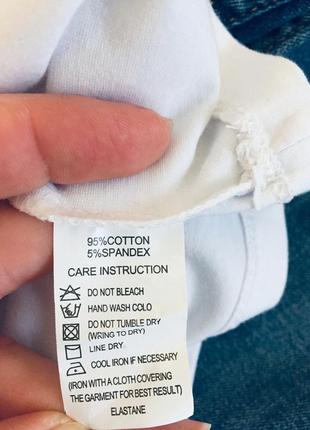 95%COTTON
5%SPANDEX
CARE INSTRUCTION
DO NOT BLEACH
HAND WASH COLO
DO NOT TUMBLE DRY
(WRING TO DRY)
LINE DRY
COOL IRON IF NECESSARY
(IRON WITH A CLOTH COVERING
THE GARMENT FOR BEST RESULT)
ELASTANE